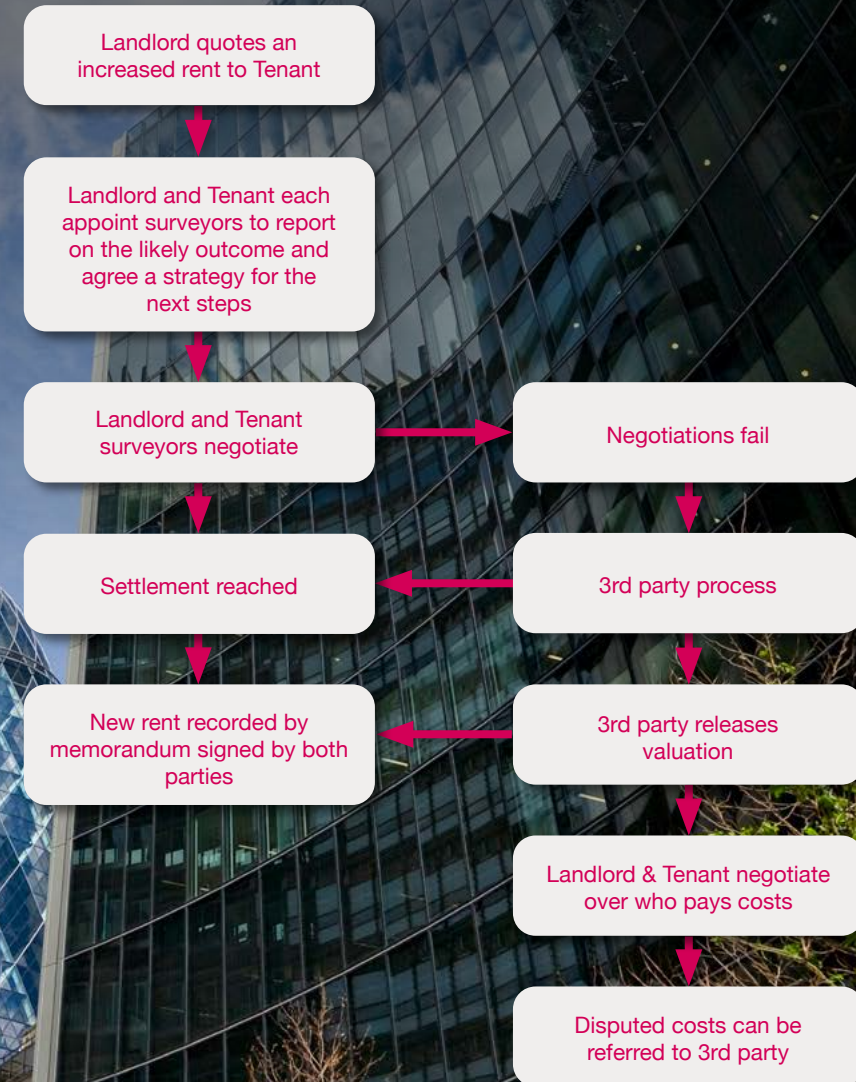 Landlord quotes an
increased rent to Tenant
Landlord and Tenant each
appoint surveyors to report
on the likely outcome and
agree a strategy for the
next steps
Landlord and Tenant
surveyors negotiate
Negotiations fail
Settlement reached
3rd party process
New rent recorded by
memorandum signed by both
parties
3rd party releases
valuation
Landlord & Tenant negotiate
over who pays costs
Disputed costs can be
referred to 3rd party